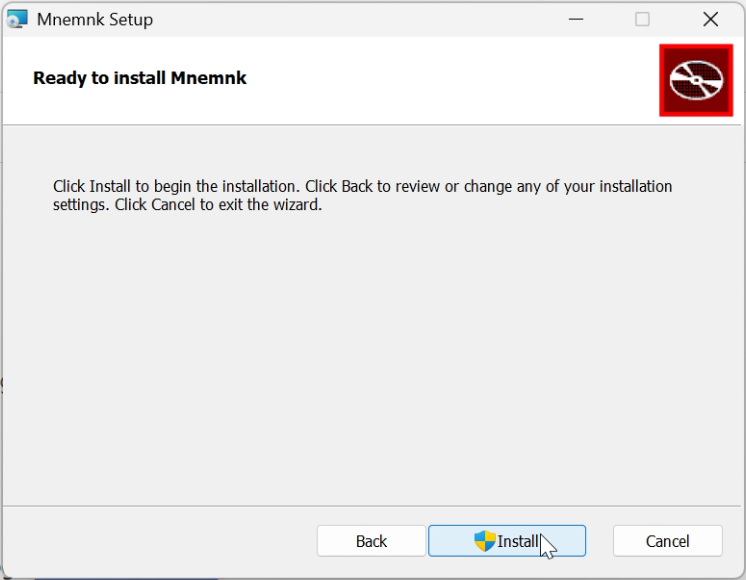 Mnemnk Setup
Ready to install Mnemnk
Click Install to begin the installation. Click Back to review or change any of your installation
settings. Click Cancel to exit the wizard.
Back
Install
Cancel